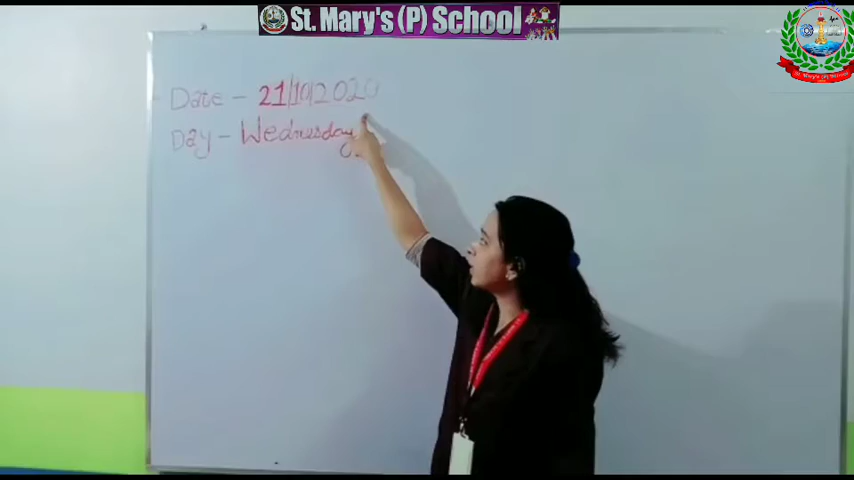 St. Mary's (P) School
Date - 21/10/2020
Day - Wednesday